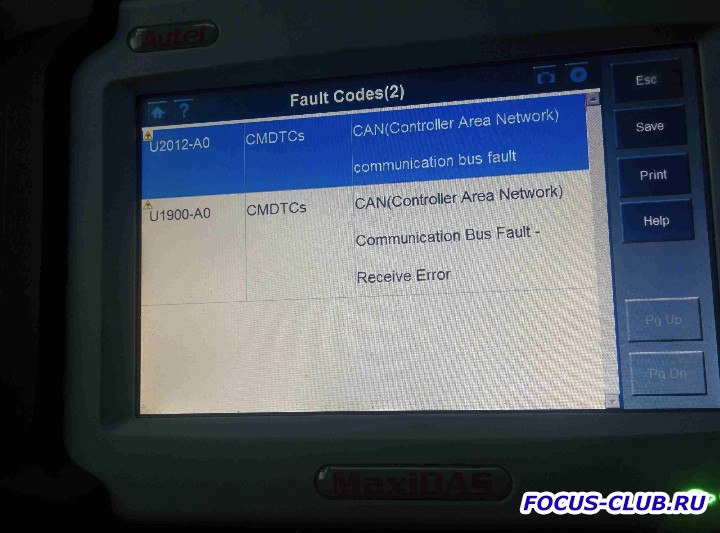 Autel
Fault Codes(2)
?
Esc
Save
Print
Help
Pg Up
Pg Dn
U2012-A0 CMDTCs CAN(Controller Area Network)
communication bus fault
U1900-A0 CMDTCs CAN(Controller Area Network)
Communication Bus Fault -
Receive Error
MaxiDAS
FOCUS-CLUB.RU